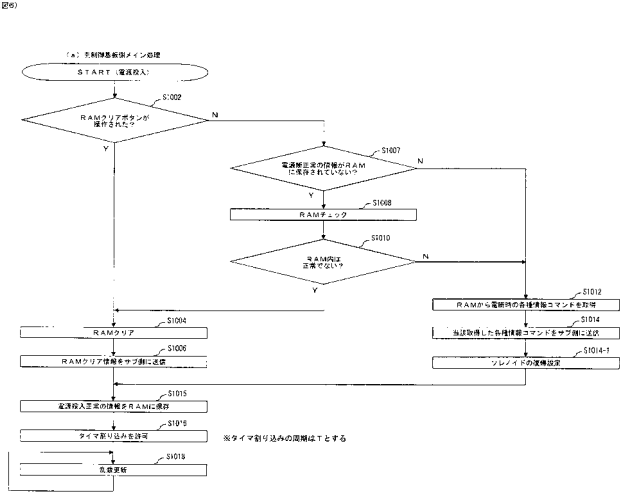 図6)
(a) 主制御基板側メイン処理
START (電源投入)
S1002
RAMクリアボタンが
操作された?
N
Y
S1007
電源断正常の情報がRAM
に保存されていない?
N
Y
S1008
RAMチェック
S1010
RAM内は
正常でない?
N
Y
S1012
RAMから電断時の各種情報コマンドを取得
S1004
RAMクリア
S1014
当該取得した各種情報コマンドをサブ側に送信
S1006
RAMクリア情報をサブ側に送信
ソレノイドの復帰設定
S1015
電源投入正常の情報をRAMに保存
S1016
タイマ割り込みを許可
※タイマ割り込みの周期はTとする
S1018
乱数更新